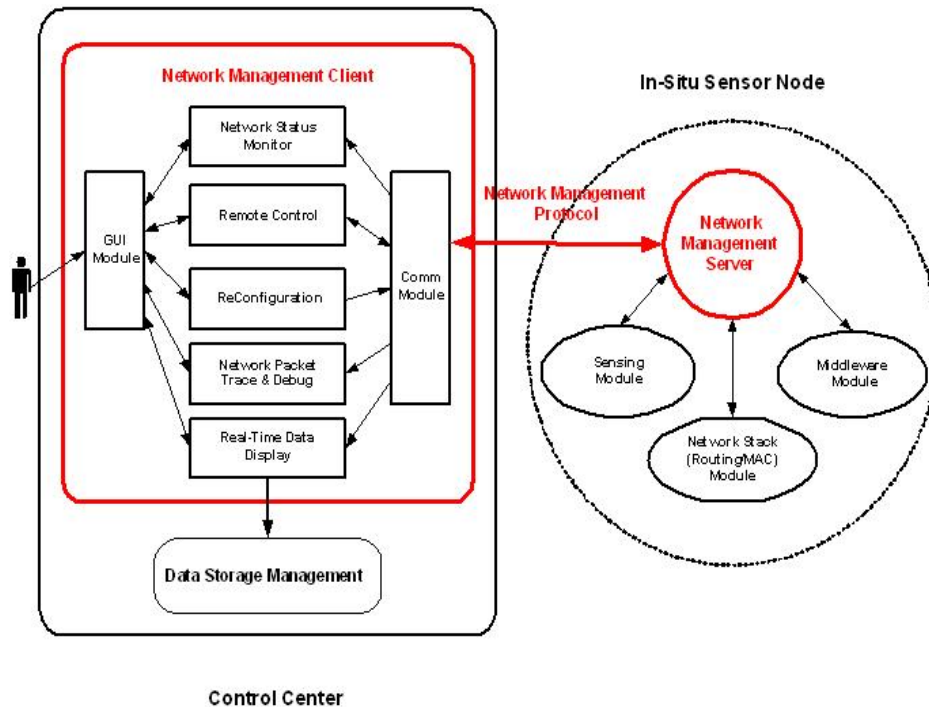 Network Management Client
Network Status
Monitor
Remote Control
GUI
Module
ReConfiguration
Comm
Module
Network Packet
Trace & Debug
Real-Time Data
Display
Data Storage Management
Control Center
Network Management
Protocol
In-Situ Sensor Node
Network
Management
Server
Sensing
Module
Middleware
Module
Network Stack
(Routing/MAC)
Module